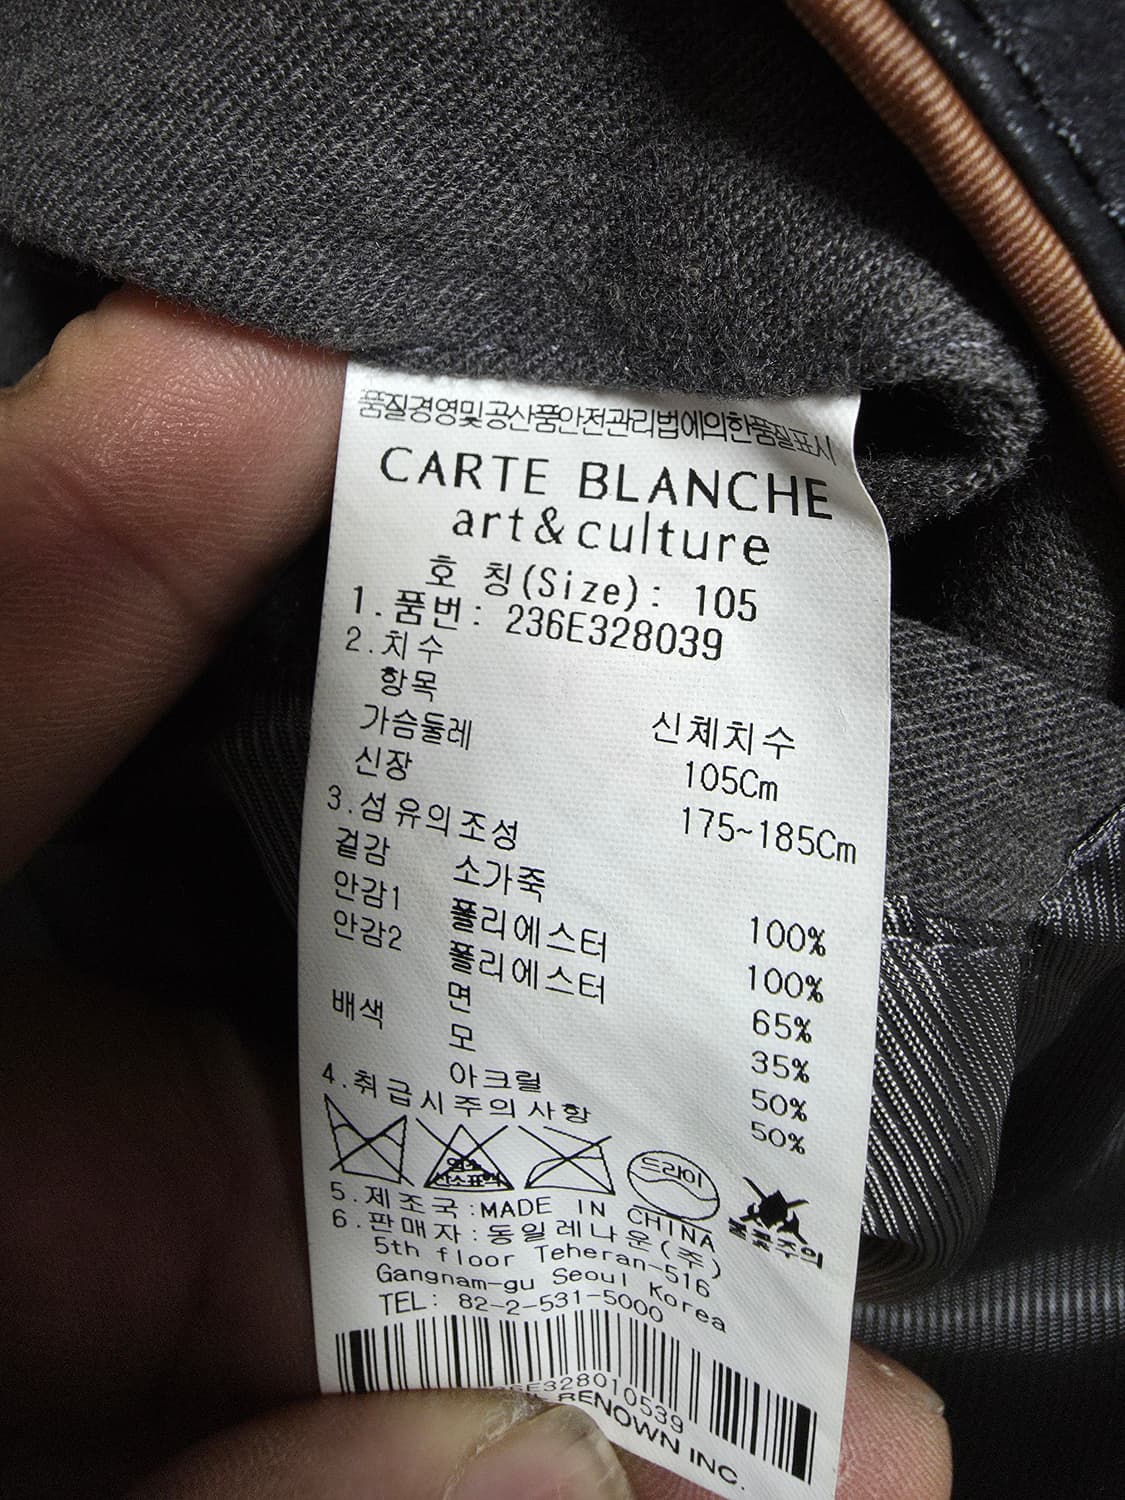 품질경영및공산품안전관리법에의한품질표시
CARTE BLANCHE
art&culture
호 칭(Size): 105
1.품번: 236E328039
2.치수
항목 신체치수
가슴둘레 105Cm
신장 175~185Cm
3.섬유의조성
겉감 소가죽 100%
안감1 폴리에스터 100%
안감2 폴리에스터 65%
면 35%
배색 모 50%
아크릴 50%
4.취급시주의사항
염소
산소표백
드라이
불꽃주의
5.제조국:MADE IN CHINA
6.판매자:동일레나운(주)
5th floor Teheran-516
Gangnam-gu Seoul Korea
TEL: 82-2-531-5000
6E328010539
RENOWN INC.